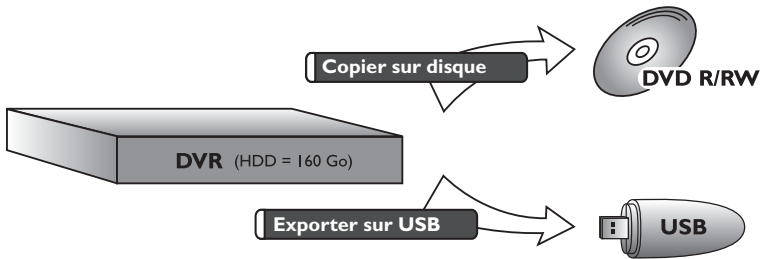 Copier sur disque
DVD R/RW
DVR (HDD = 160 Go)
Exporter sur USB
USB